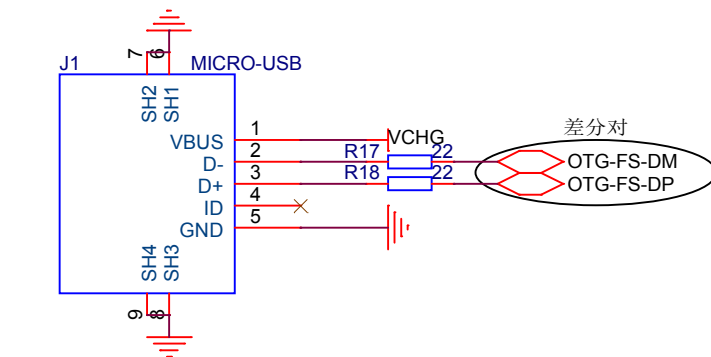 7
6
J1
MICRO-USB
SH2
SH1
VBUS
1
VCHG
D-
2
R17
22
OTG-FS-DM
D+
3
R18
22
OTG-FS-DP
差分对
ID
4
GND
5
SH4
SH3
9
8